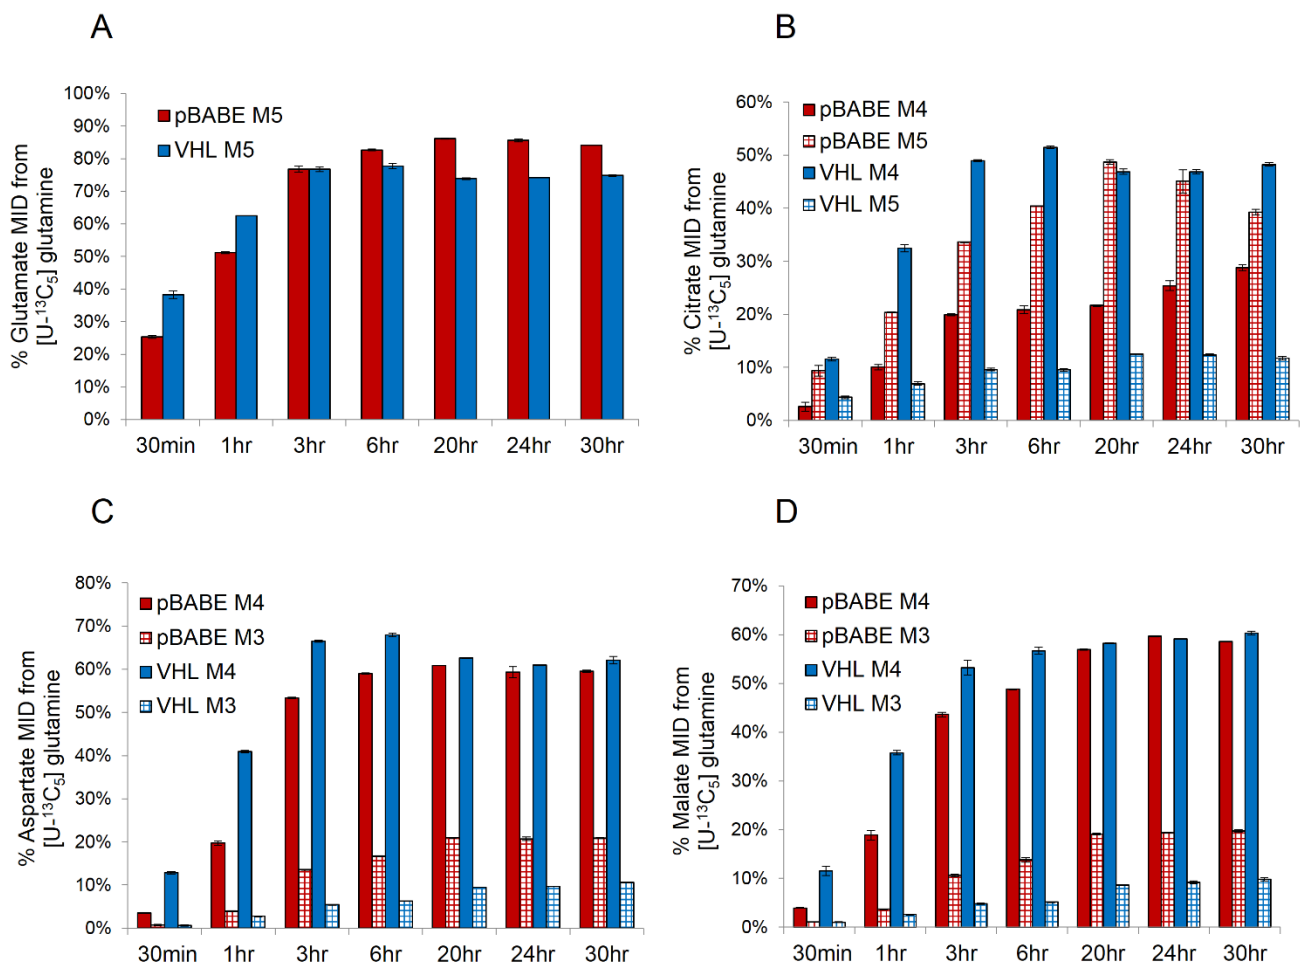 A
% Glutamate MID from
[U-¹³C₅] glutamine
100%
90%
80%
70%
60%
50%
40%
30%
20%
10%
0%
pBABE M5
VHL M5
30min 1hr 3hr 6hr 20hr 24hr 30hr
B
% Citrate MID from
[U-¹³C₅] glutamine
60%
50%
40%
30%
20%
10%
0%
pBABE M4
pBABE M5
VHL M4
VHL M5
30min 1hr 3hr 6hr 20hr 24hr 30hr
C
% Aspartate MID from
[U-¹³C₅] glutamine
80%
70%
60%
50%
40%
30%
20%
10%
0%
pBABE M4
pBABE M3
VHL M4
VHL M3
30min 1hr 3hr 6hr 20hr 24hr 30hr
D
% Malate MID from
[U-¹³C₅] glutamine
70%
60%
50%
40%
30%
20%
10%
0%
pBABE M4
pBABE M3
VHL M4
VHL M3
30min 1hr 3hr 6hr 20hr 24hr 30hr